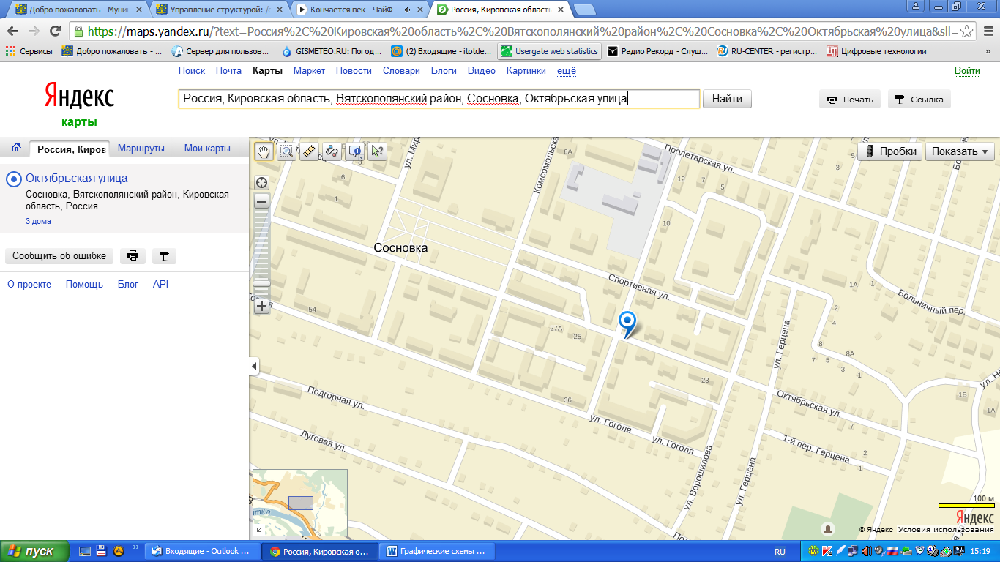 Добро пожаловать - Муниц
Управление структурой: /с
Кончается век - ЧайФ
Россия, Кировская область
https://maps.yandex.ru/?text=Россия%2C%20Кировская%20область%2C%20Вятскополянский%20район%2C%20Сосновка%2C%20Октябрьская%20улица&sll=
Сервисы
Добро пожаловать - ...
Сервер для пользов...
GISMETEO.RU: Погод...
(2) Входящие - itotde...
Usergate web statistics
Радио Рекорд - Слуш...
RU-CENTER - регистр...
Цифровые технологии
»
Поиск Почта Карты Маркет Новости Словари Блоги Видео Картинки ещё
Войти
Яндекс
карты
Россия, Кировская область, Вятскополянский район, Сосновка, Октябрьская улица
Найти
Печать
Ссылка
Россия, Киров
Маршруты
Мои карты
Октябрьская улица
Сосновка, Вятскополянский район, Кировская
область, Россия
3 дома
Сообщить об ошибке
О проекте Помощь Блог API
Пробки
Показать
ул. Мира
Комсомольска
6А
Пролетарская ул.
12
7
5
3
8
6
1
10
Сосновка
Спортивная ул.
1А
1
Больничный пер.
2
4
54
27А
25
8
8А
7
5
3
1
ул. Герцена
23
36
1Б
1А
Октябрьская ул.
7
Подгорная ул.
ул. Гоголя
ул. Гоголя
Луговая ул.
1-й пер. Герцена
2
1
ул. Ворошилова
ул. Герцена
100 м
Яндекс
© Яндекс Условия использования
пуск
»
Входящие - Outlook ...
Россия, Кировская о...
Графические схемы ...
RU
15:19